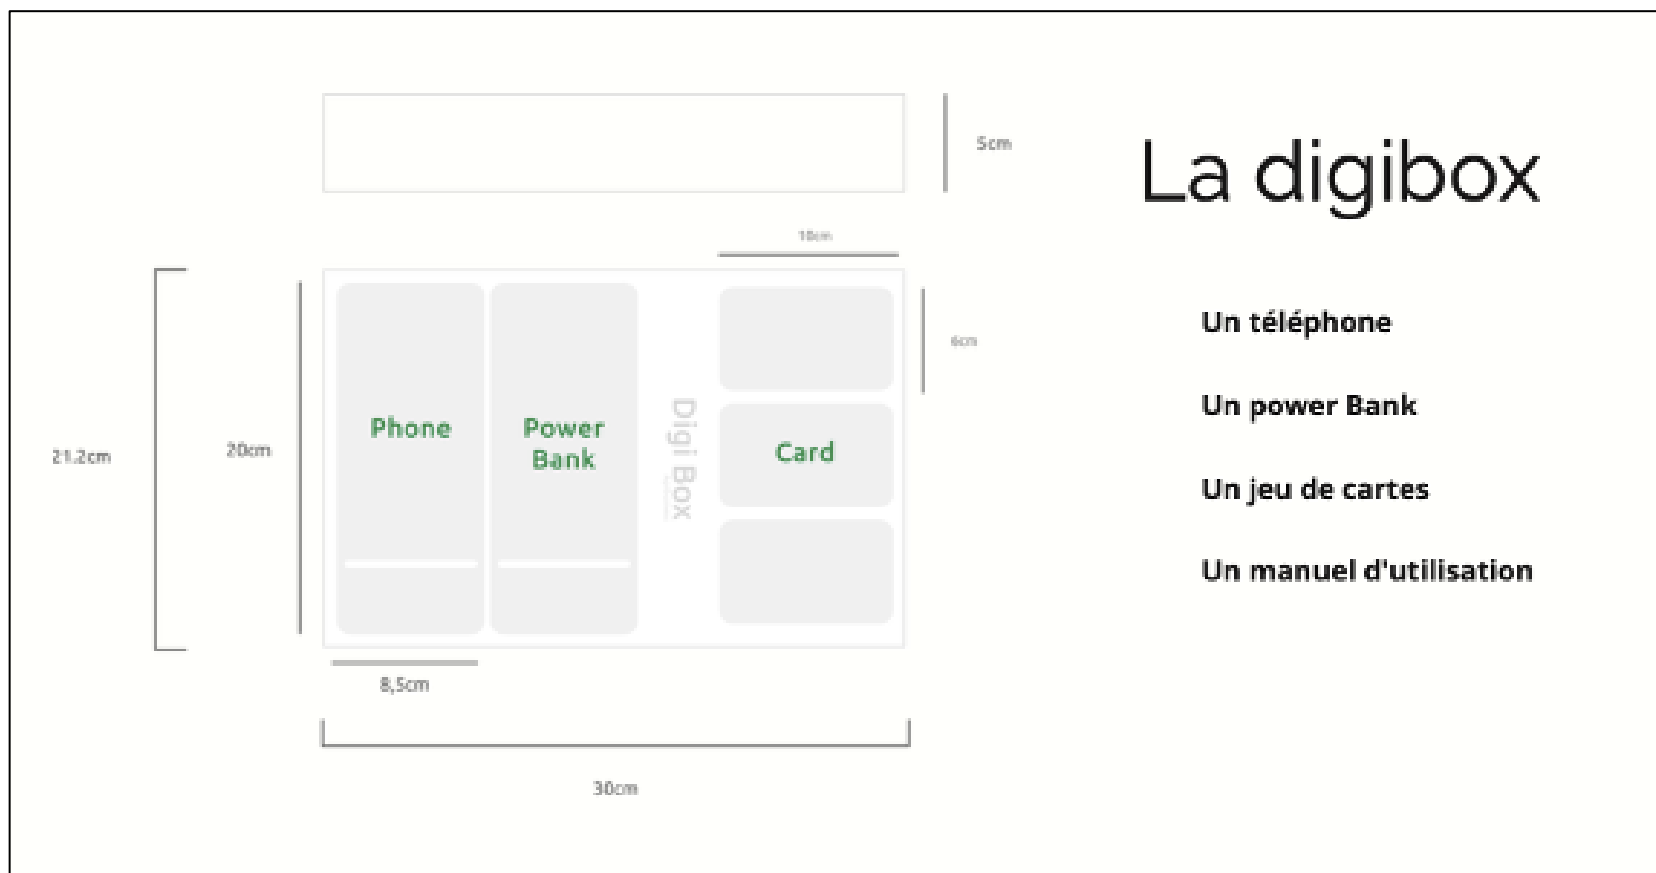 La digibox
Un téléphone
Un power Bank
Un jeu de cartes
Un manuel d'utilisation
5cm
10cm
6cm
21.2cm
20cm
Phone
Power
Bank
Digi Box
Card
8,5cm
30cm